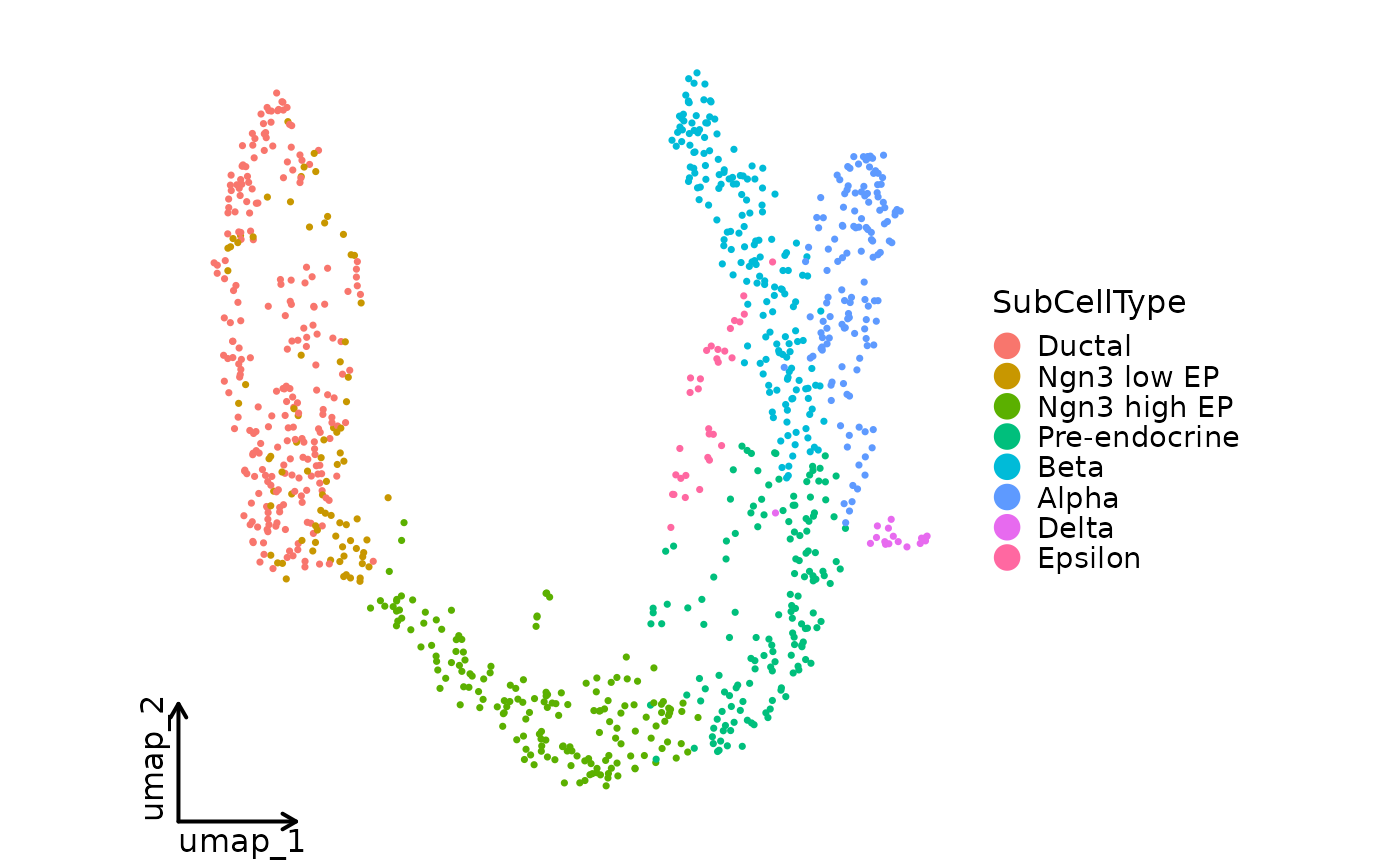 SubCellType
Ductal
Ngn3 low EP
Ngn3 high EP
Pre-endocrine
Beta
Alpha
Delta
Epsilon
umap_2
umap_1